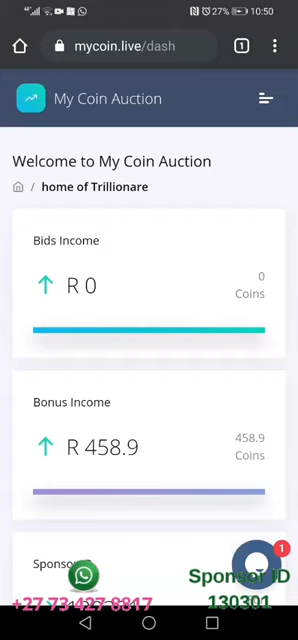 27% 10:50
mycoin.live/dash
1
My Coin Auction
Welcome to My Coin Auction
/ home of Trillionare
Bids Income
R 0
0
Coins
Bonus Income
R 458.9
458.9
Coins
1
Sponsor
Sponsor ID
+27 73 427 8817
130301